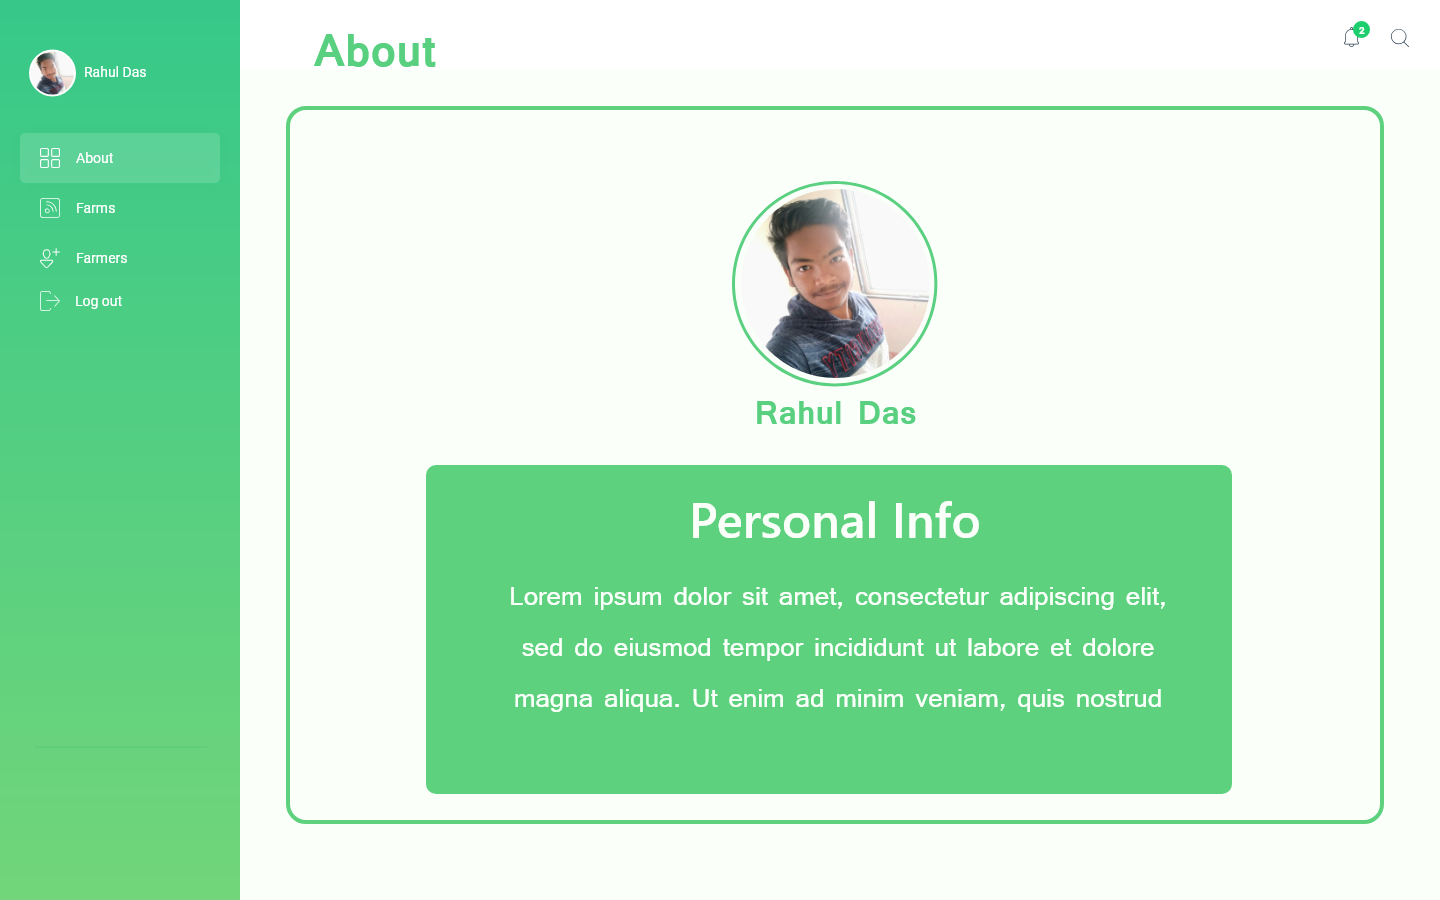 Rahul Das
About
Farms
Farmers
Log out
About
2
Rahul Das
Personal Info
Lorem ipsum dolor sit amet, consectetur adipiscing elit,
sed do eiusmod tempor incididunt ut labore et dolore
magna aliqua. Ut enim ad minim veniam, quis nostrud